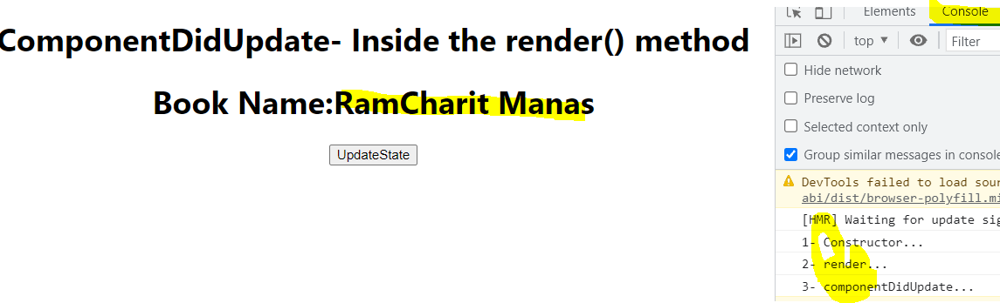 ComponentDidUpdate- Inside the render() method
Book Name:RamCharit Manas
UpdateState
Elements Console
top Filter
Hide network
Preserve log
Selected context only
Group similar messages in console
DevTools failed to load sour
abi/dist/browser-polyfill.mi
[HMR] Waiting for update sig
1- Constructor...
2- render...
3- componentDidUpdate...